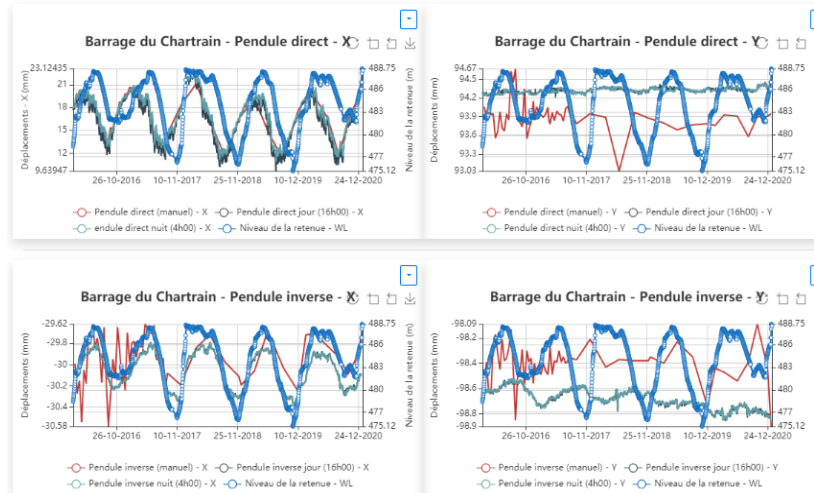 Barrage du Chartrain - Pendule direct - X
23.12435
21
18
15
12
9.63947
Déplacements - X (mm)
488.75
486
483
480
477
475.12
Niveau de la retenue (m)
26-10-2016 10-11-2017 25-11-2018 10-12-2019 24-12-2020
Pendule direct (manuel) - X Pendule direct jour (16h00) - X
endule direct nuit (4h00) - X Niveau de la retenue - WL
Barrage du Chartrain - Pendule direct - Y
94.67
94.5
94.2
93.9
93.6
93.3
93.03
Déplacements (mm)
488.75
486
483
480
477
475.12
26-10-2016 10-11-2017 25-11-2018 10-12-2019 24-12-2020
Pendule direct (manuel) - Y Pendule direct jour (16h00) - Y
Pendule direct nuit (4h00) - Y Niveau de la retenue - WL
Barrage du Chartrain - Pendule inverse - X
-29.62
-29.8
-30
-30.2
-30.4
-30.58
Déplacements (mm)
488.75
486
483
480
477
475.12
Niveau de la retenue (m)
26-10-2016 10-11-2017 25-11-2018 10-12-2019 24-12-2020
Pendule inverse (manuel) - X Pendule inverse jour (16h00) - X
Pendule inverse nuit (4h00) - X Niveau de la retenue - WL
Barrage du Chartrain - Pendule inverse - Y
-98.09
-98.2
-98.4
-98.6
-98.8
-98.9
Déplacements (mm)
488.75
486
483
480
477
475.12
26-10-2016 10-11-2017 25-11-2018 10-12-2019 24-12-2020
Pendule inverse (manuel) - Y Pendule inverse jour (16h00) - Y
Pendule inverse nuit (4h00) - Y Niveau de la retenue - WL